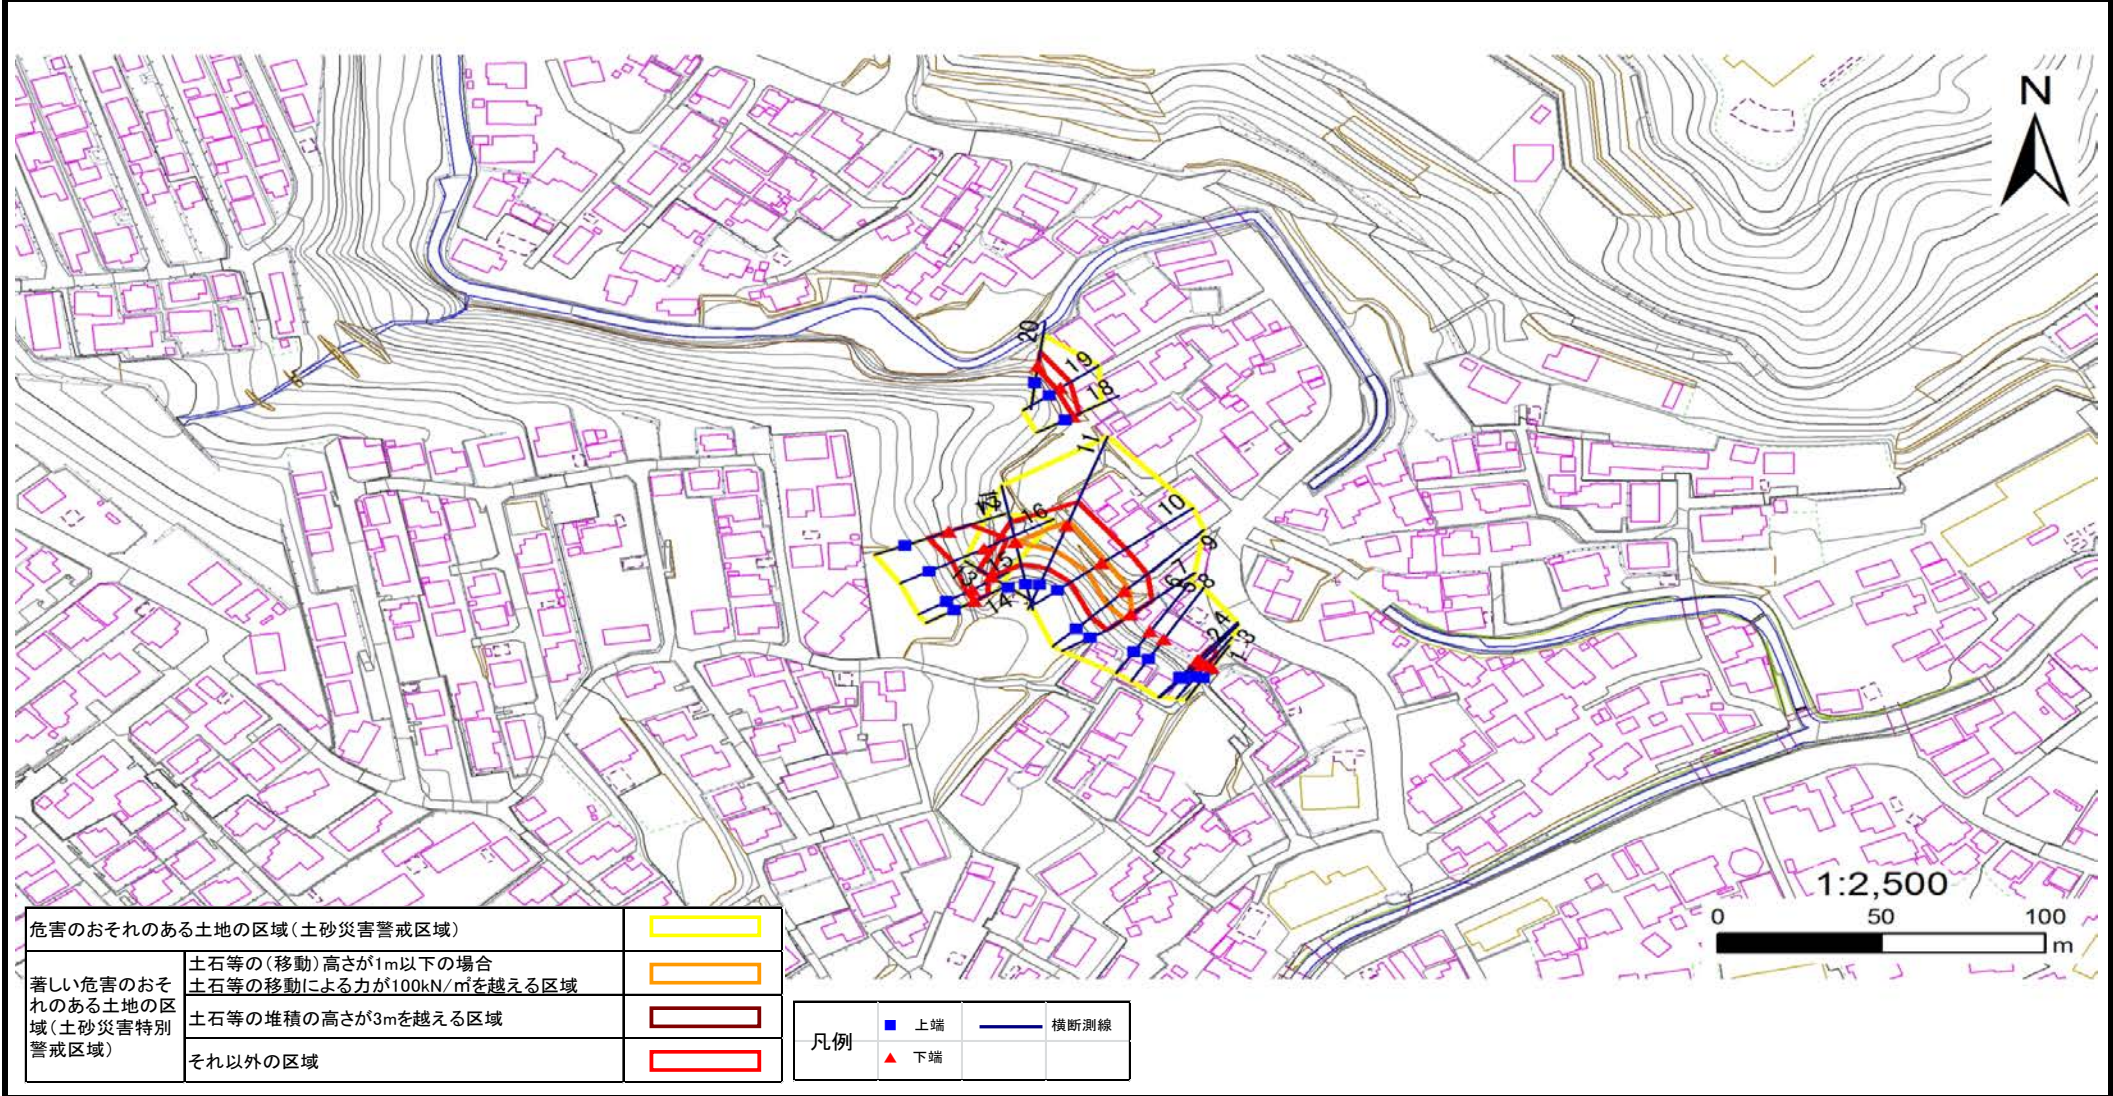 N
20
19
18
11
10
16
9
7
8
6
15
13
14
4
2
3
1
1:2,500
0 50 100
m
危害のおそれのある土地の区域（土砂災害警戒区域）
著しい危害のおそ
れのある土地の区
域（土砂災害特別
警戒区域）
土石等の（移動）高さが1m以下の場合
土石等の移動による力が100kN/㎡を越える区域
土石等の堆積の高さが3mを越える区域
それ以外の区域
凡例
上端
横断測線
下端